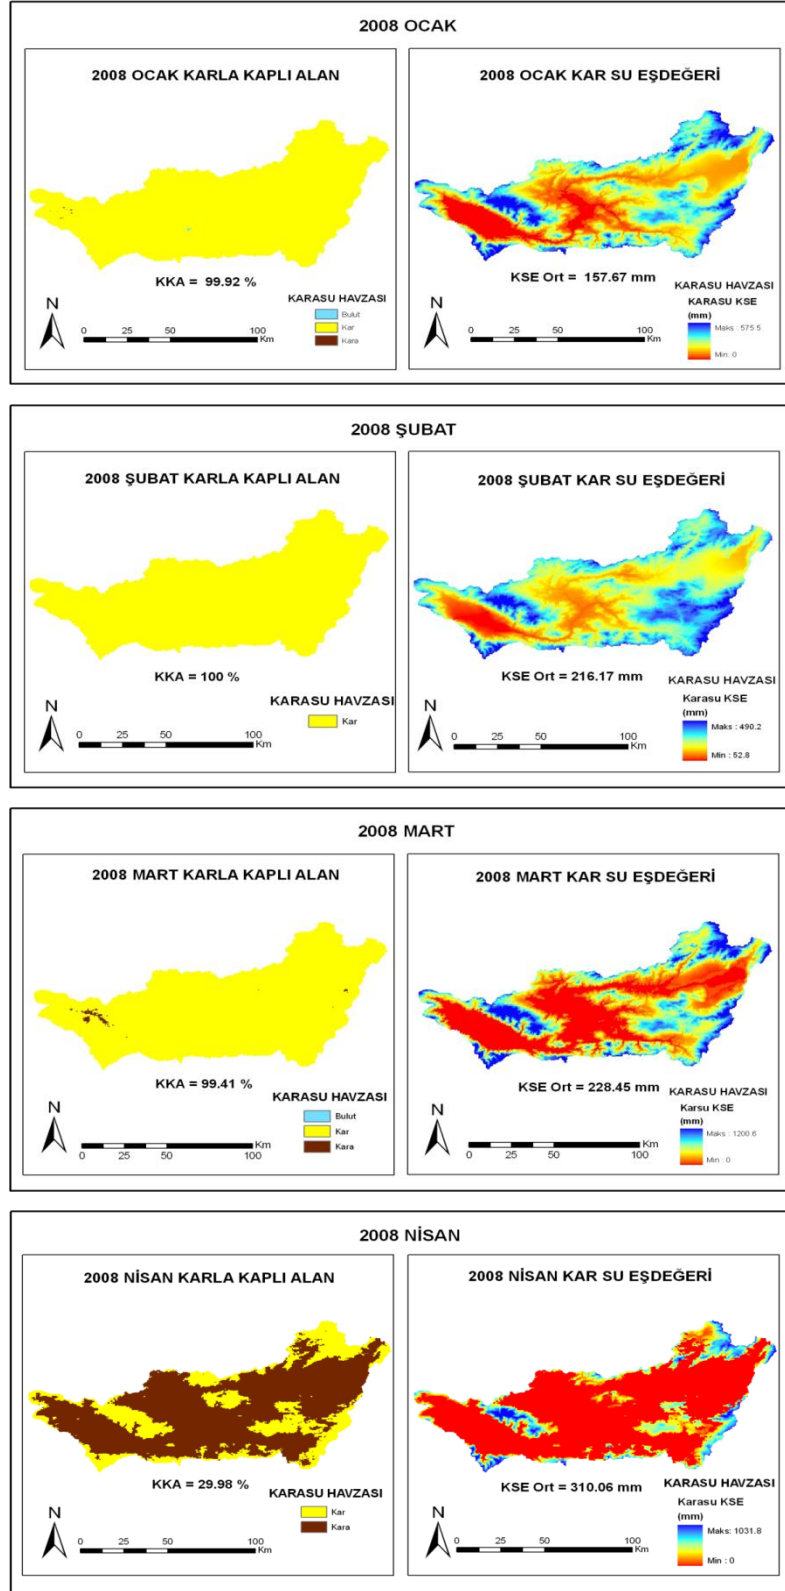 2008 OCAK
2008 OCAK KARLA KAPLI ALAN
KKA = 99.92 %
N
KARASU HAVZASI
Bulut
Kar
Kara
0 25 50 100
Km
2008 OCAK KAR SU EŞDEĞERİ
KSE Ort = 157.67 mm
N
KARASU HAVZASI
KARASU KSE
(mm)
Maks : 575.5
Min: 0
0 25 50 100
Km
2008 ŞUBAT
2008 ŞUBAT KARLA KAPLI ALAN
KKA = 100 %
N
KARASU HAVZASI
Kar
0 25 50 100
Km
2008 ŞUBAT KAR SU EŞDEĞERİ
KSE Ort = 216.17 mm
N
KARASU HAVZASI
Karasu KSE
(mm)
Maks : 490.2
Min : 52.8
0 25 50 100
Km
2008 MART
2008 MART KARLA KAPLI ALAN
KKA = 99.41 %
N
KARASU HAVZASI
Bulut
Kar
Kara
0 25 50 100
Km
2008 MART KAR SU EŞDEĞERİ
KSE Ort = 228.45 mm
N
KARASU HAVZASI
Karsu KSE
(mm)
Maks : 1200.6
Min : 0
0 25 50 100
Km
2008 NİSAN
2008 NİSAN KARLA KAPLI ALAN
KKA = 29.98 %
N
KARASU HAVZASI
Kar
Kara
0 25 50 100
Km
2008 NİSAN KAR SU EŞDEĞERİ
KSE Ort = 310.06 mm
N
KARASU HAVZASI
Karasu KSE
(mm)
Maks: 1031.8
Min : 0
0 25 50 100
Km